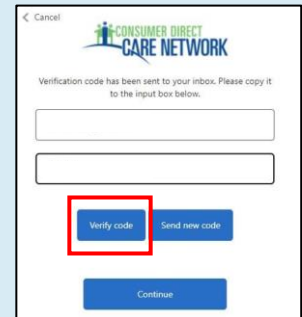 Cancel
CONSUMER DIRECT
CARE NETWORK
Verification code has been sent to your inbox. Please copy it
to the input box below.
Verify code Send new code
Continue